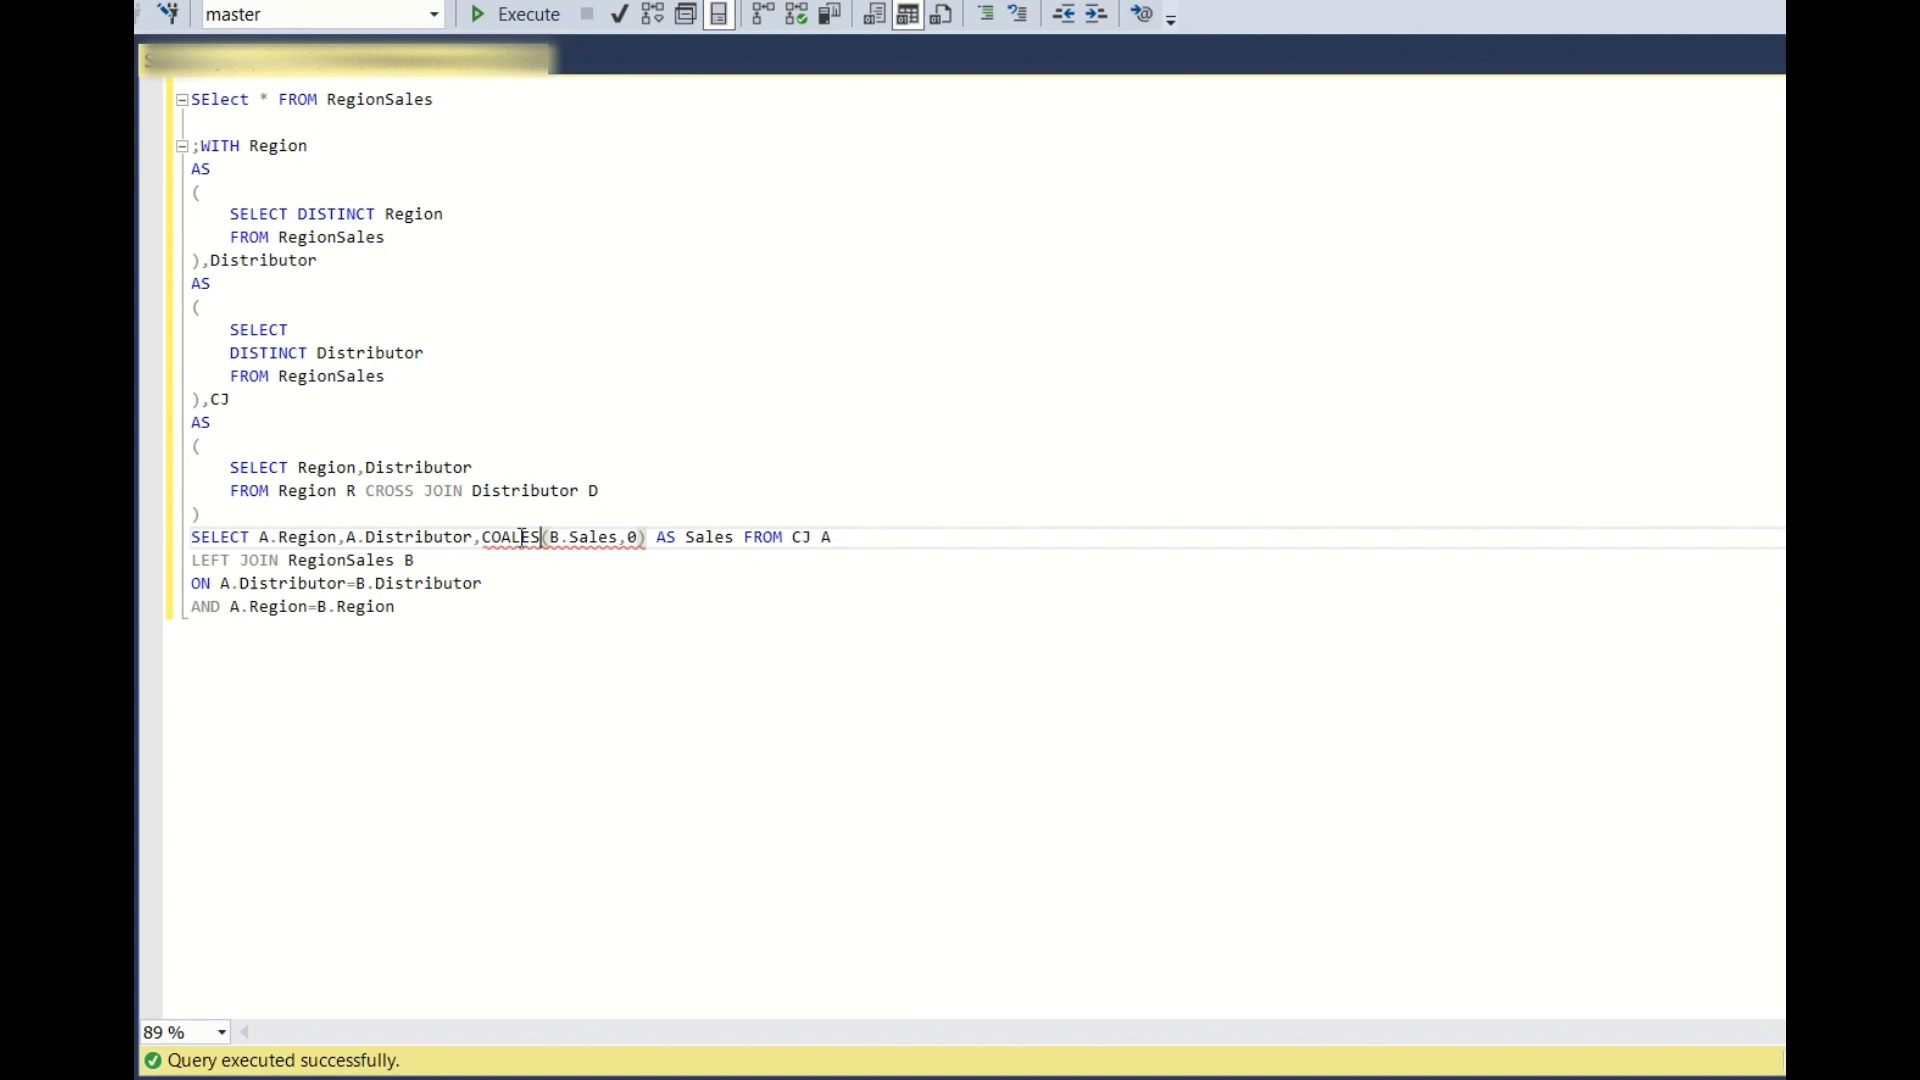 master
Execute
SElect * FROM RegionSales
;WITH Region
AS
(
SELECT DISTINCT Region
FROM RegionSales
),Distributor
AS
(
SELECT
DISTINCT Distributor
FROM RegionSales
),CJ
AS
(
SELECT Region,Distributor
FROM Region R CROSS JOIN Distributor D
)
SELECT A.Region,A.Distributor,COALES(B.Sales,0) AS Sales FROM CJ A
LEFT JOIN RegionSales B
ON A.Distributor=B.Distributor
AND A.Region=B.Region
89 %
Query executed successfully.